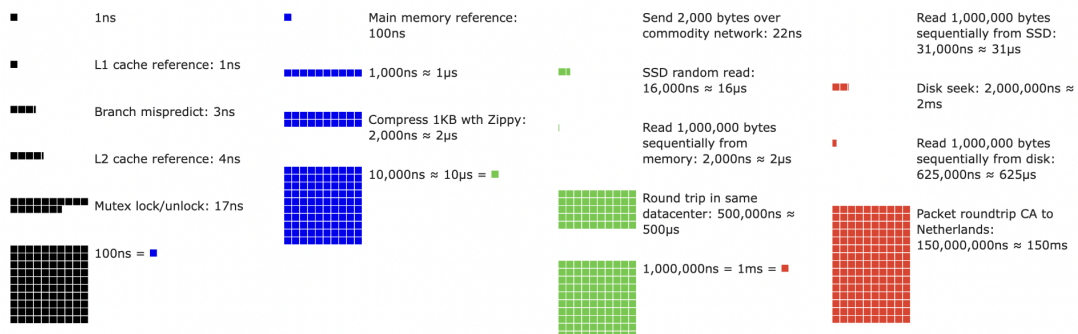 1ns
L1 cache reference: 1ns
Branch mispredict: 3ns
L2 cache reference: 4ns
Mutex lock/unlock: 17ns
100ns =
Main memory reference:
100ns
1,000ns ≈ 1μs
Compress 1KB wth Zippy:
2,000ns ≈ 2μs
10,000ns ≈ 10μs =
Send 2,000 bytes over
commodity network: 22ns
SSD random read:
16,000ns ≈ 16μs
Read 1,000,000 bytes
sequentially from
memory: 2,000ns ≈ 2μs
Round trip in same
datacenter: 500,000ns ≈
500μs
1,000,000ns = 1ms =
Read 1,000,000 bytes
sequentially from SSD:
31,000ns ≈ 31μs
Disk seek: 2,000,000ns ≈
2ms
Read 1,000,000 bytes
sequentially from disk:
625,000ns ≈ 625μs
Packet roundtrip CA to
Netherlands:
150,000,000ns ≈ 150ms